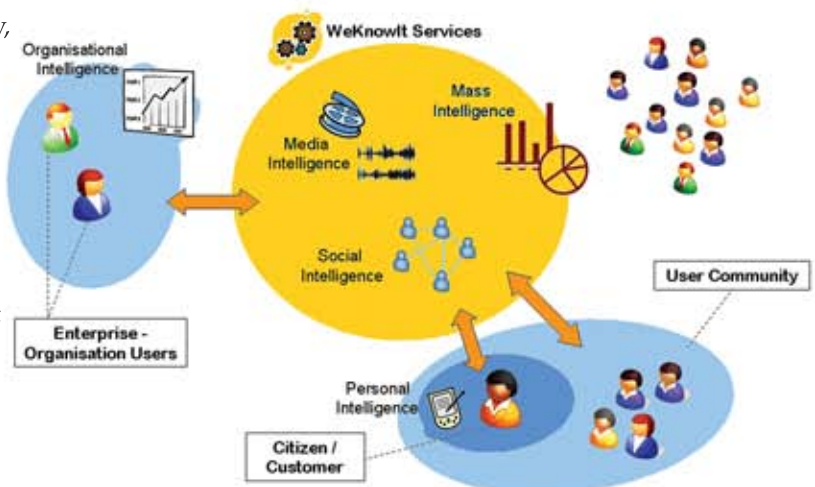 WeKnowIt Services
Organisational
Intelligence
Mass
Intelligence
Media
Intelligence
Social
Intelligence
User Community
Enterprise -
Organisation Users
Personal
Intelligence
Citizen /
Customer